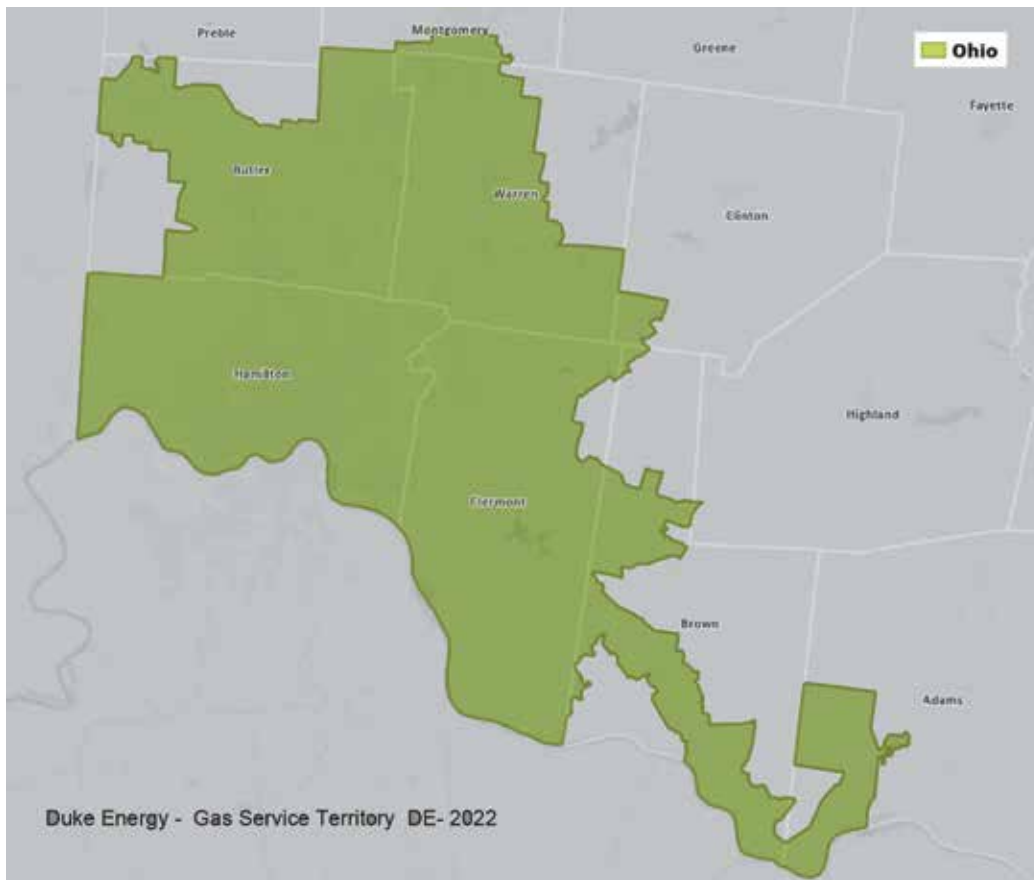 Preble
Montgomery
Greene
Ohio
Fayette
Butler
Warren
Clinton
Hamilton
Highland
Clermont
Brown
Adams
Duke Energy - Gas Service Territory DE- 2022